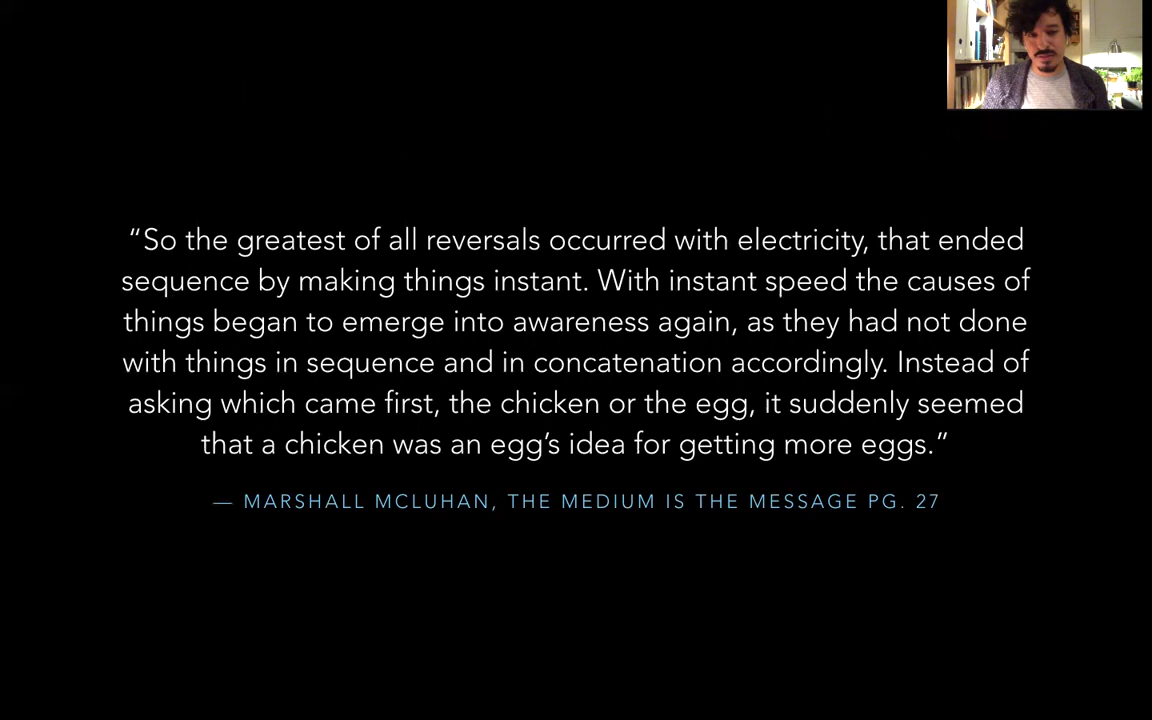 “So the greatest of all reversals occurred with electricity, that ended
sequence by making things instant. With instant speed the causes of
things began to emerge into awareness again, as they had not done
with things in sequence and in concatenation accordingly. Instead of
asking which came first, the chicken or the egg, it suddenly seemed
that a chicken was an egg’s idea for getting more eggs.”
— MARSHALL MCLUHAN, THE MEDIUM IS THE MESSAGE PG. 27